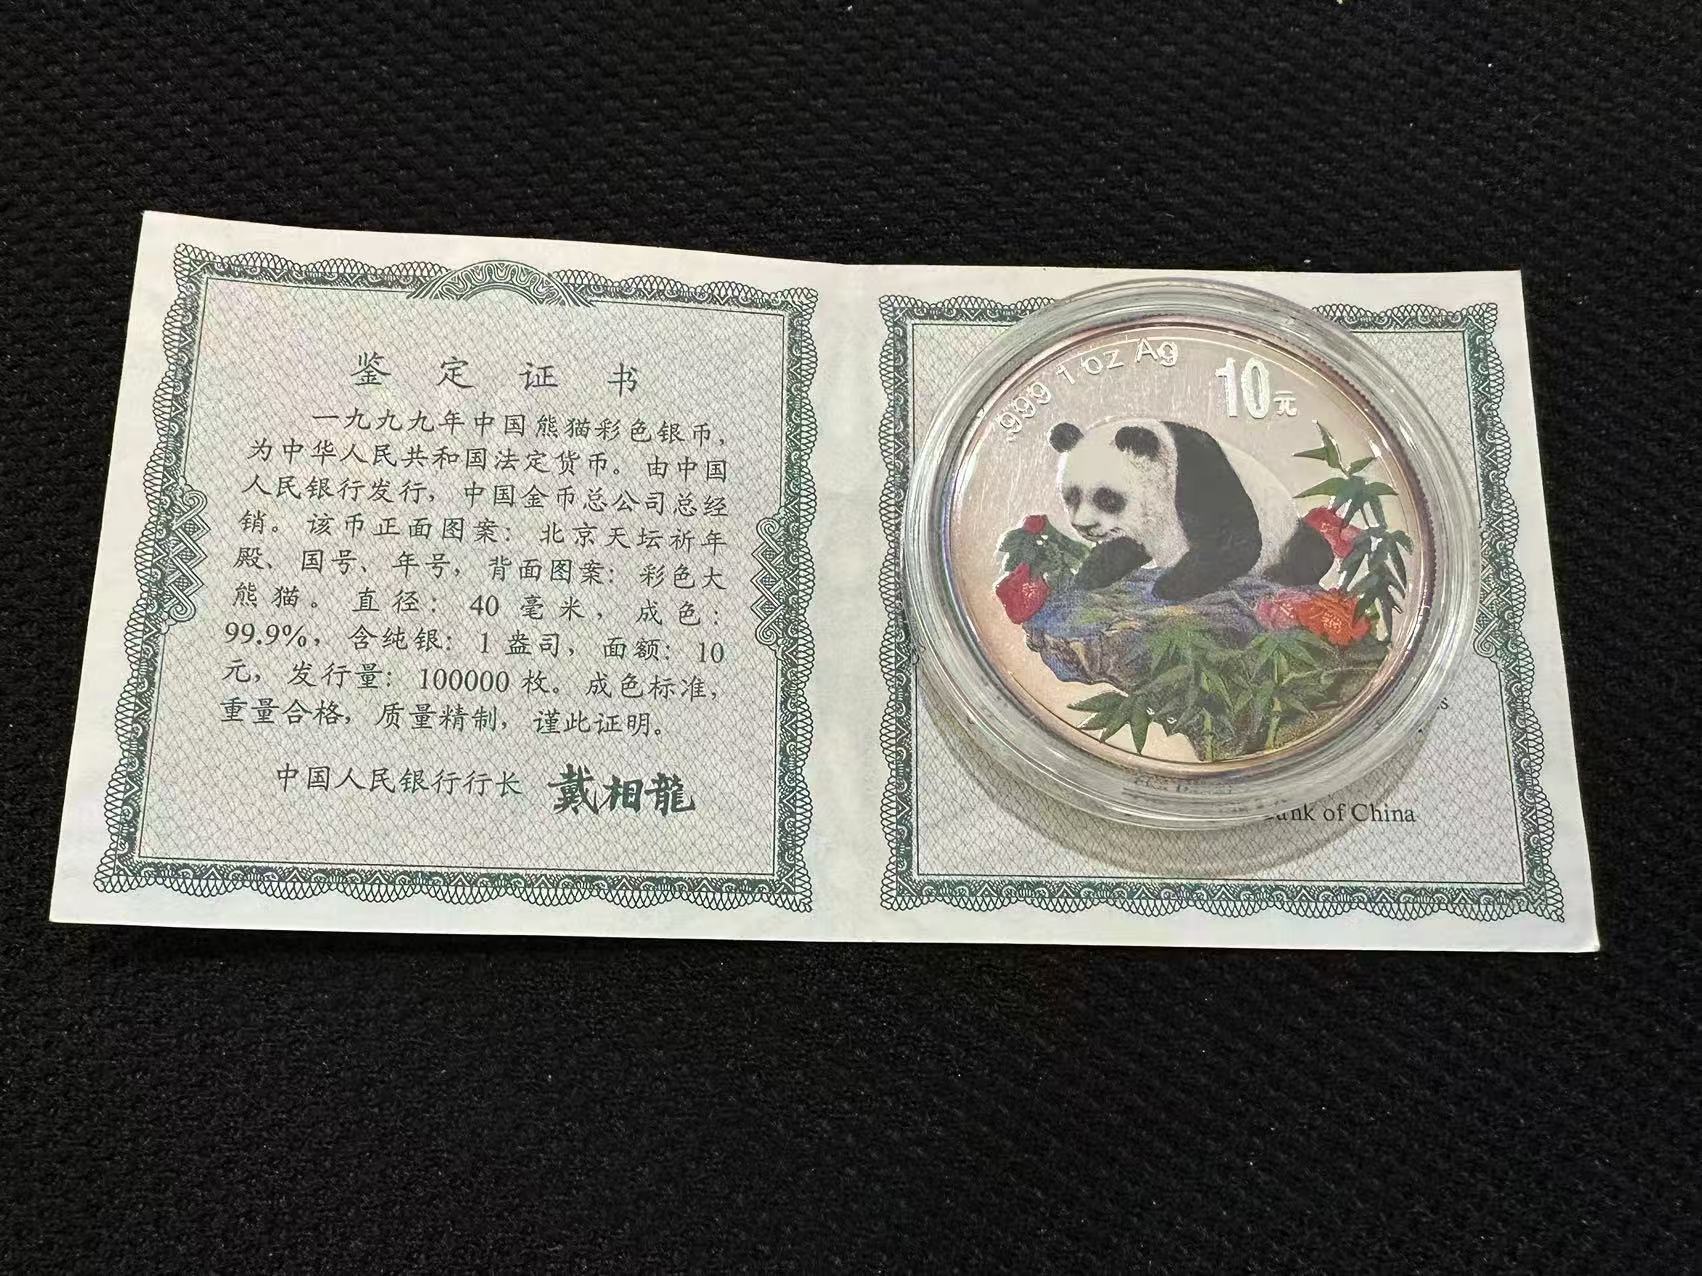 鉴定证书
一九九九年中国熊猫彩色银币,
为中华人民共和国法定货币。由中国
人民银行发行，中国金币总公司总经
销。该币正面图案：北京天坛祈年
殿、国号、年号，背面图案：彩色大
熊猫。直径：40毫米，成色：
99.9%，含纯银：1盎司，面额：10
元，发行量：100000枚。成色标准，
重量合格，质量精制，谨此证明。
中国人民银行行长 戴相龍
.999 1 oz Ag
10元
of China